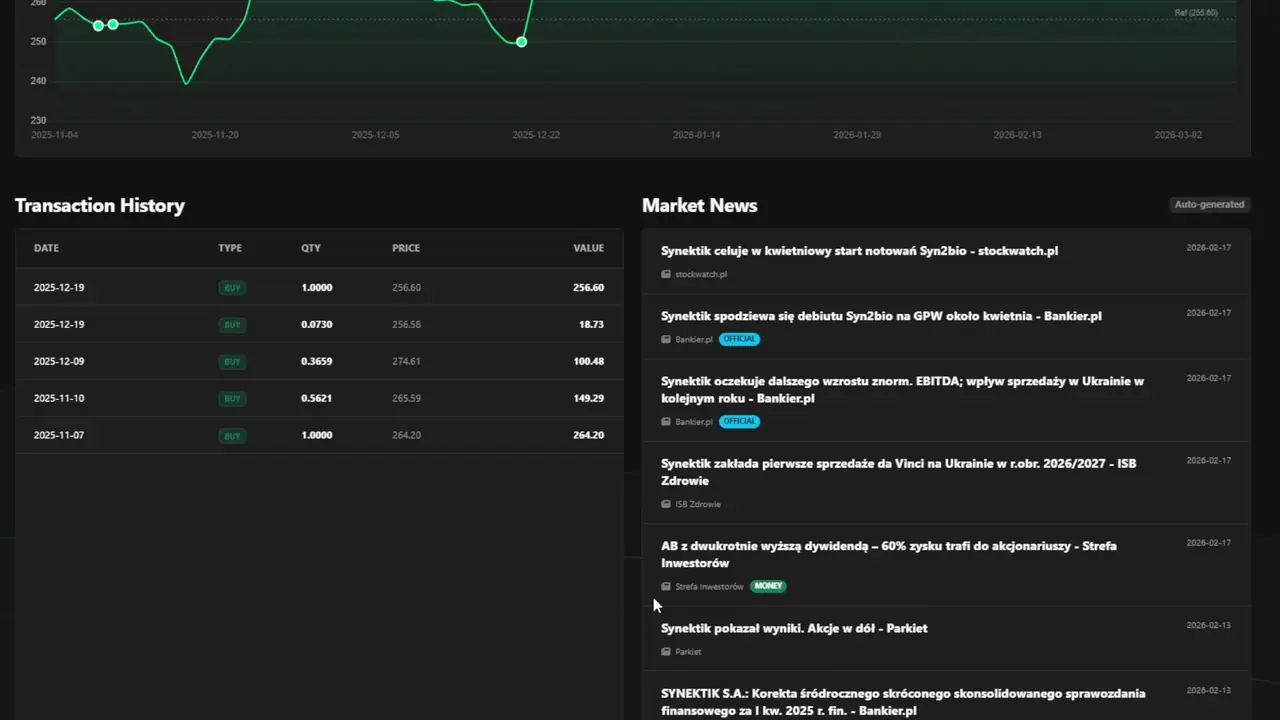 260
Ref (256.60)
250
240
230
2025-11-04 2025-11-20 2025-12-05 2025-12-22 2026-01-14 2026-01-29 2026-02-13 2026-03-02
Transaction History
DATE TYPE QTY PRICE VALUE
2025-12-19 BUY 1.0000 256.60 256.60
2025-12-19 BUY 0.0730 256.56 18.73
2025-12-09 BUY 0.3659 274.61 100.48
2025-11-10 BUY 0.5621 265.59 149.29
2025-11-07 BUY 1.0000 264.20 264.20
Market News Auto-generated
Synektik celuje w kwietniowy start notowań Syn2bio - stockwatch.pl 2026-02-17
stockwatch.pl
Synektik spodziewa się debiutu Syn2bio na GPW około kwietnia - Bankier.pl 2026-02-17
Bankier.pl OFFICIAL
Synektik oczekuje dalszego wzrostu znorm. EBITDA; wpływ sprzedaży w Ukrainie w 2026-02-17
kolejnym roku - Bankier.pl
Bankier.pl OFFICIAL
Synektik zakłada pierwsze sprzedaże da Vinci na Ukrainie w r.obr. 2026/2027 - ISB 2026-02-17
Zdrowie
ISB Zdrowie
AB z dwukrotnie wyższą dywidendą – 60% zysku trafi do akcjonariuszy - Strefa 2026-02-17
Inwestorów
Strefa Inwestorów MONEY
Synektik pokazał wyniki. Akcje w dół - Parkiet 2026-02-13
Parkiet
SYNEKTIK S.A.: Korekta śródrocznego skróconego skonsolidowanego sprawozdania 2026-02-13
finansowego za I kw. 2025 r. fin. - Bankier.pl